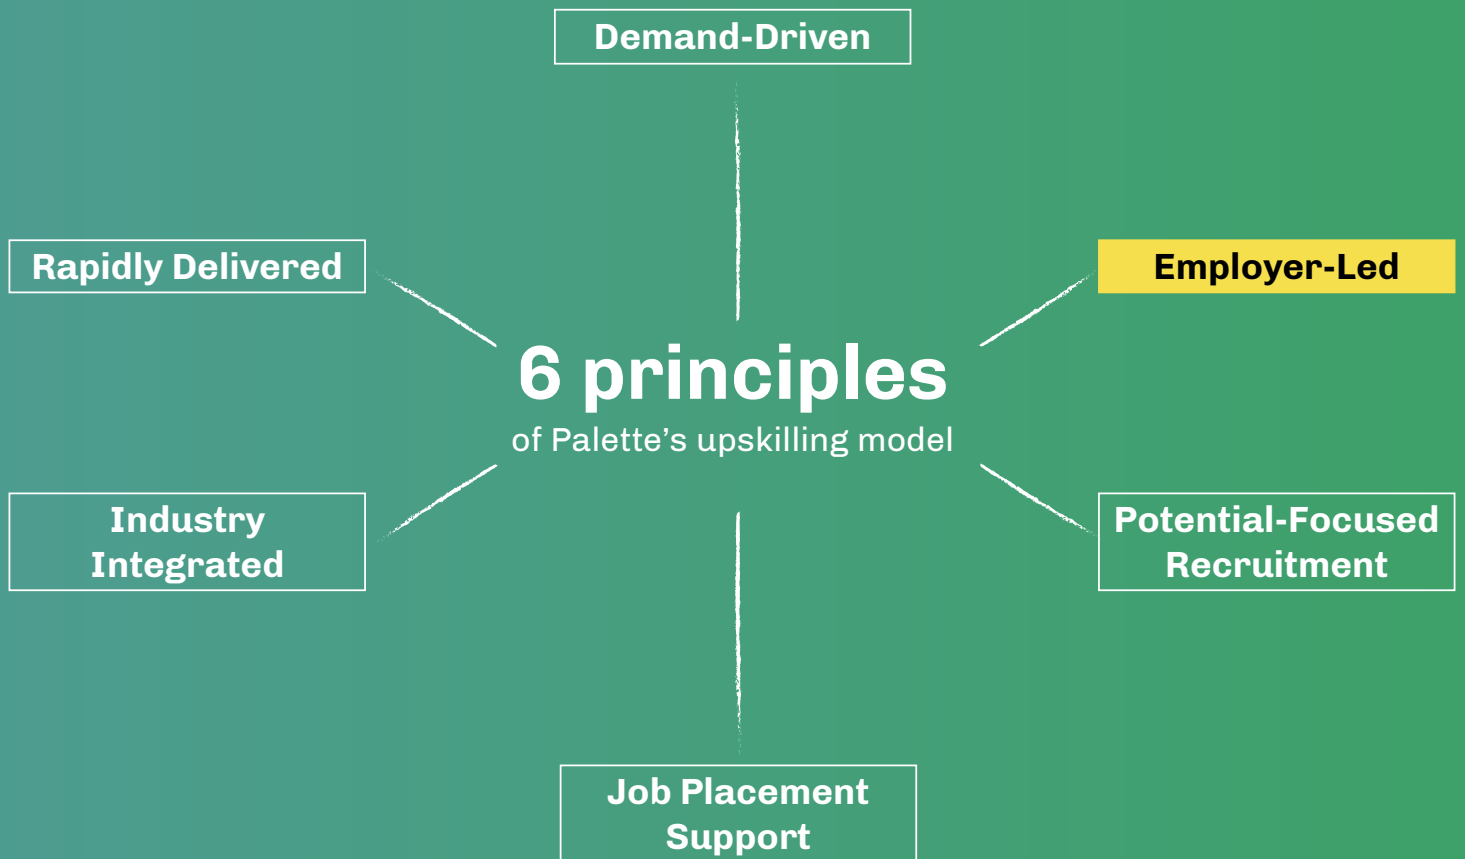 Demand-Driven
Rapidly Delivered
Employer-Led
6 principles
of Palette’s upskilling model
Industry
Integrated
Potential-Focused
Recruitment
Job Placement
Support